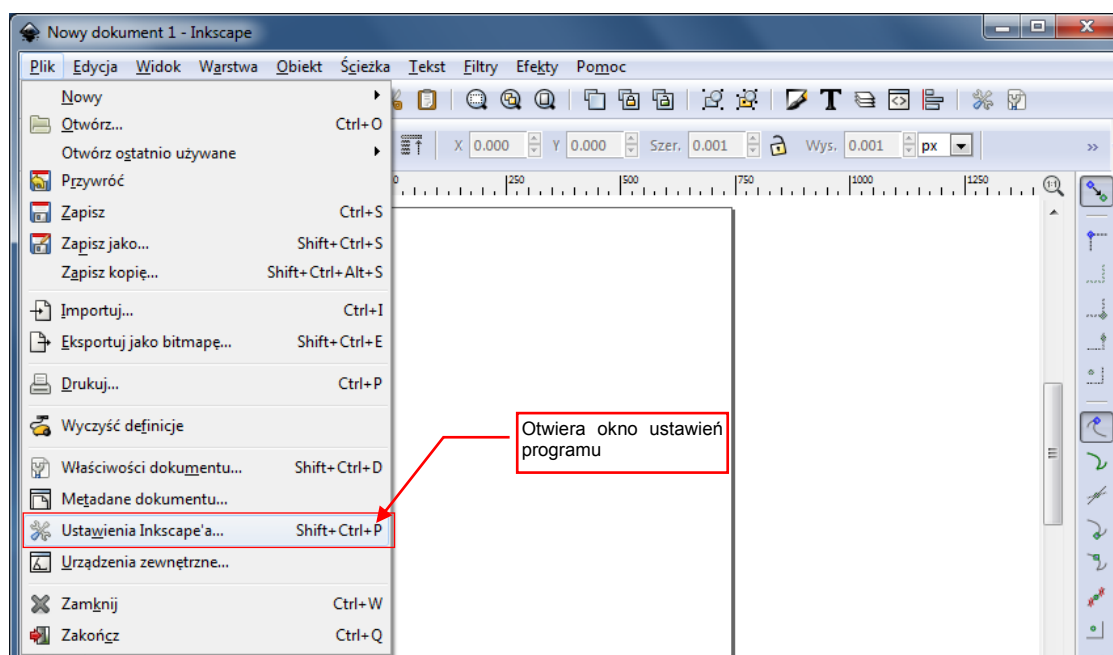 Nowy dokument 1 - Inkscape
Plik Edycja Widok Warstwa Obiekt Ścieżka Tekst Filtry Efekty Pomoc
Nowy
Otwórz... Ctrl+O
Otwórz ostatnio używane
Przywróć
Zapisz Ctrl+S
Zapisz jako... Shift+Ctrl+S
Zapisz kopię... Shift+Ctrl+Alt+S
Importuj... Ctrl+I
Eksportuj jako bitmapę... Shift+Ctrl+E
Drukuj... Ctrl+P
Wyczyść definicje
Właściwości dokumentu... Shift+Ctrl+D
Metadane dokumentu...
Ustawienia Inkscape'a... Shift+Ctrl+P
Urządzenia zewnętrzne...
Zamknij Ctrl+W
Zakończ Ctrl+Q
X 0.000 Y 0.000 Szer. 0.001 Wys. 0.001 px
0 250 500 750 1000 1250
Otwiera okno ustawień
programu